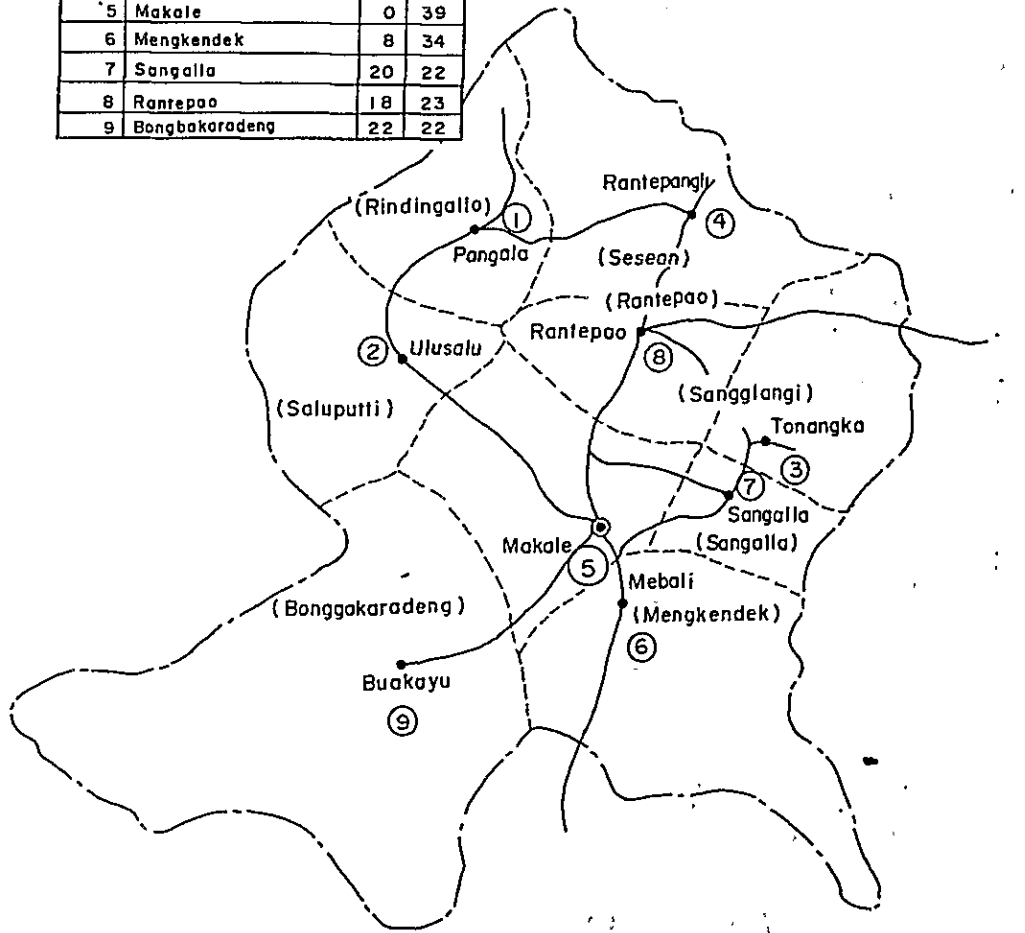 5 Makale 0 39
6 Mengkendek 8 34
7 Sangalla 20 22
8 Rantepao 18 23
9 Bongbakaradeng 22 22
Rantepangli
(Rindingallo) 1
4
Pangala
(Sesean)
(Rantepao)
Rantepao
2 Ulusalu
8
(Sangglangi)
(Saluputti)
Tonangka
7 3
Sangalla
Makale
(Sangalla)
5
Mebali
(Bonggakaradeng)
(Mengkendek)
6
Buakayu
9